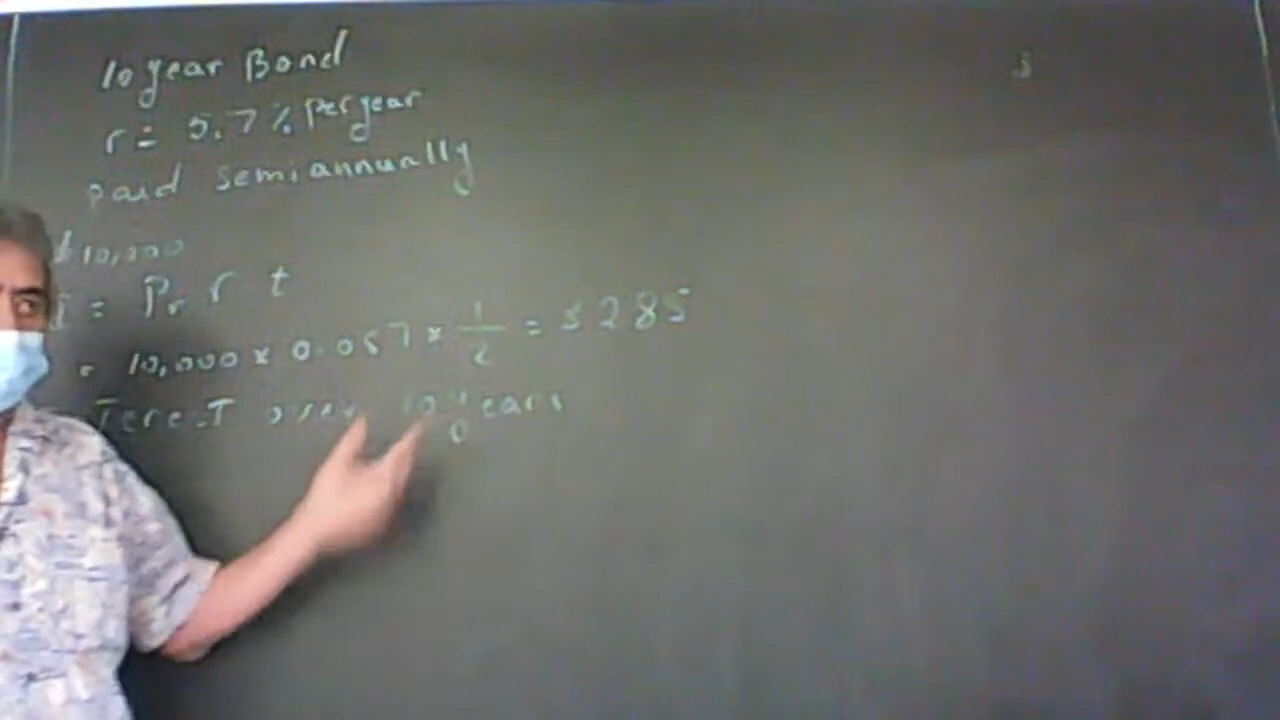 10 year Bond
r = 5.7% per year
paid semiannually
$10,000
I = Pr r t
= 10,000 × 0.057 × 1/2 = $285
Terest over 10 years